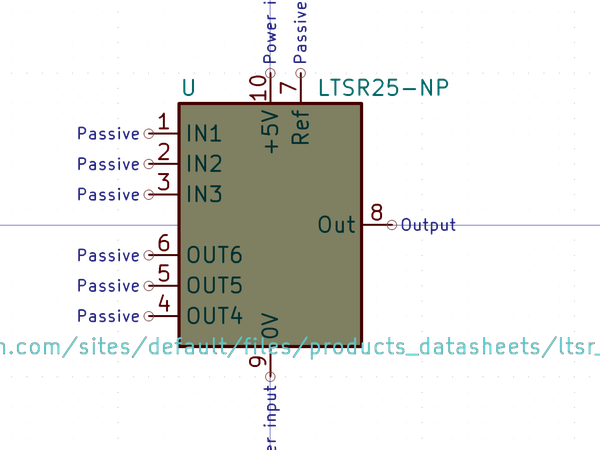 Power i
Passive
U
LTSR25-NP
10
7
+5V
Ref
Passive 1 IN1
Passive 2 IN2
Passive 3 IN3
Out 8 Output
Passive 6 OUT6
Passive 5 OUT5
Passive 4 OUT4
0V
n.com/sites/default/files/products_datasheets/ltsr_
9
er input